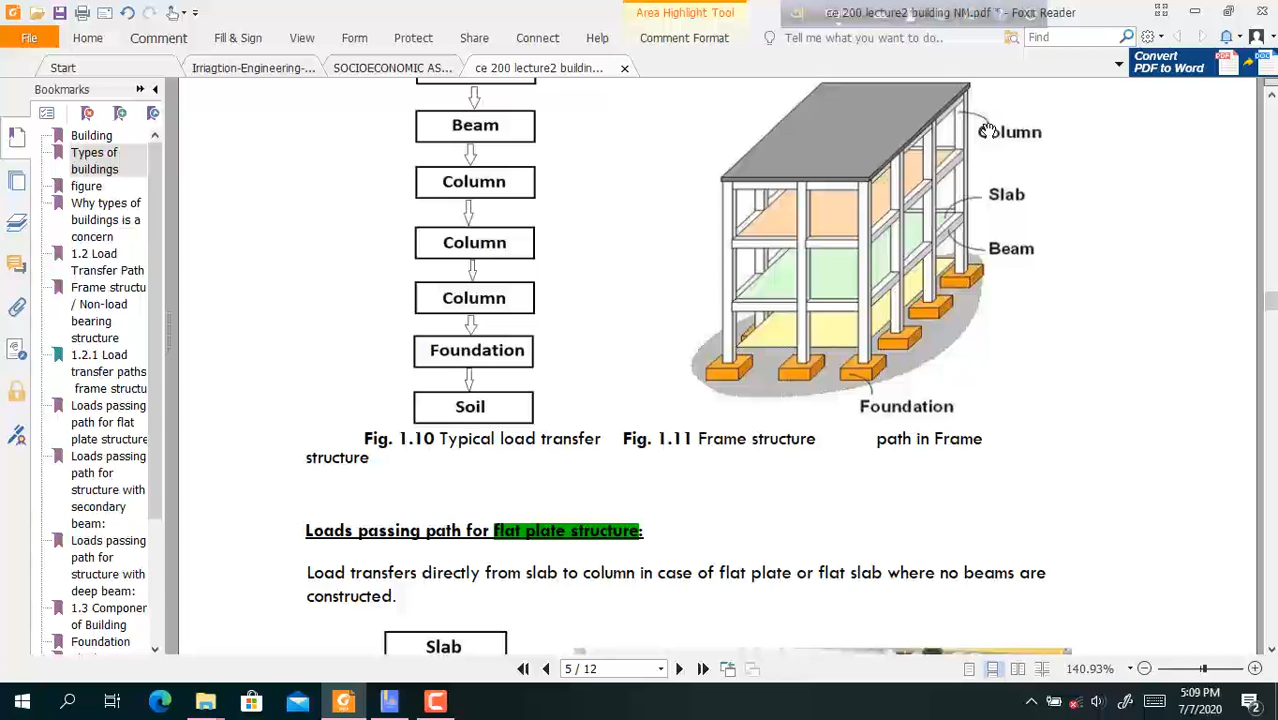 Area Highlight Tool
ce 200 lecture2 building NM.pdf * - Foxit Reader
File
Home
Comment
Fill & Sign
View
Form
Protect
Share
Connect
Help
Comment Format
Tell me what you want to do..
Find
Start
Irriagtion-Engineering-...
SOCIOECONOMIC AS...
ce 200 lecture2 buildin...
Convert
PDF to Word
Bookmarks
Building
Types of
buildings
figure
Why types of
buildings is a
concern
1.2 Load
Transfer Path
Frame structu
/ Non-load
bearing
structure
1.2.1 Load
transfer paths
frame structu
Loads passing
path for flat
plate structure
Loads passing
path for
structure with
secondary
beam:
Loads passing
path for
structure with
deep beam:
1.3 Component
of Building
Foundation
Beam
Column
Column
Column
Foundation
Soil
Column
Slab
Beam
Foundation
Fig. 1.10 Typical load transfer Fig. 1.11 Frame structure path in Frame
structure
Loads passing path for flat plate structure:
Load transfers directly from slab to column in case of flat plate or flat slab where no beams are
constructed.
Slab
5 / 12
140.93%
5:09 PM
7/7/2020
2